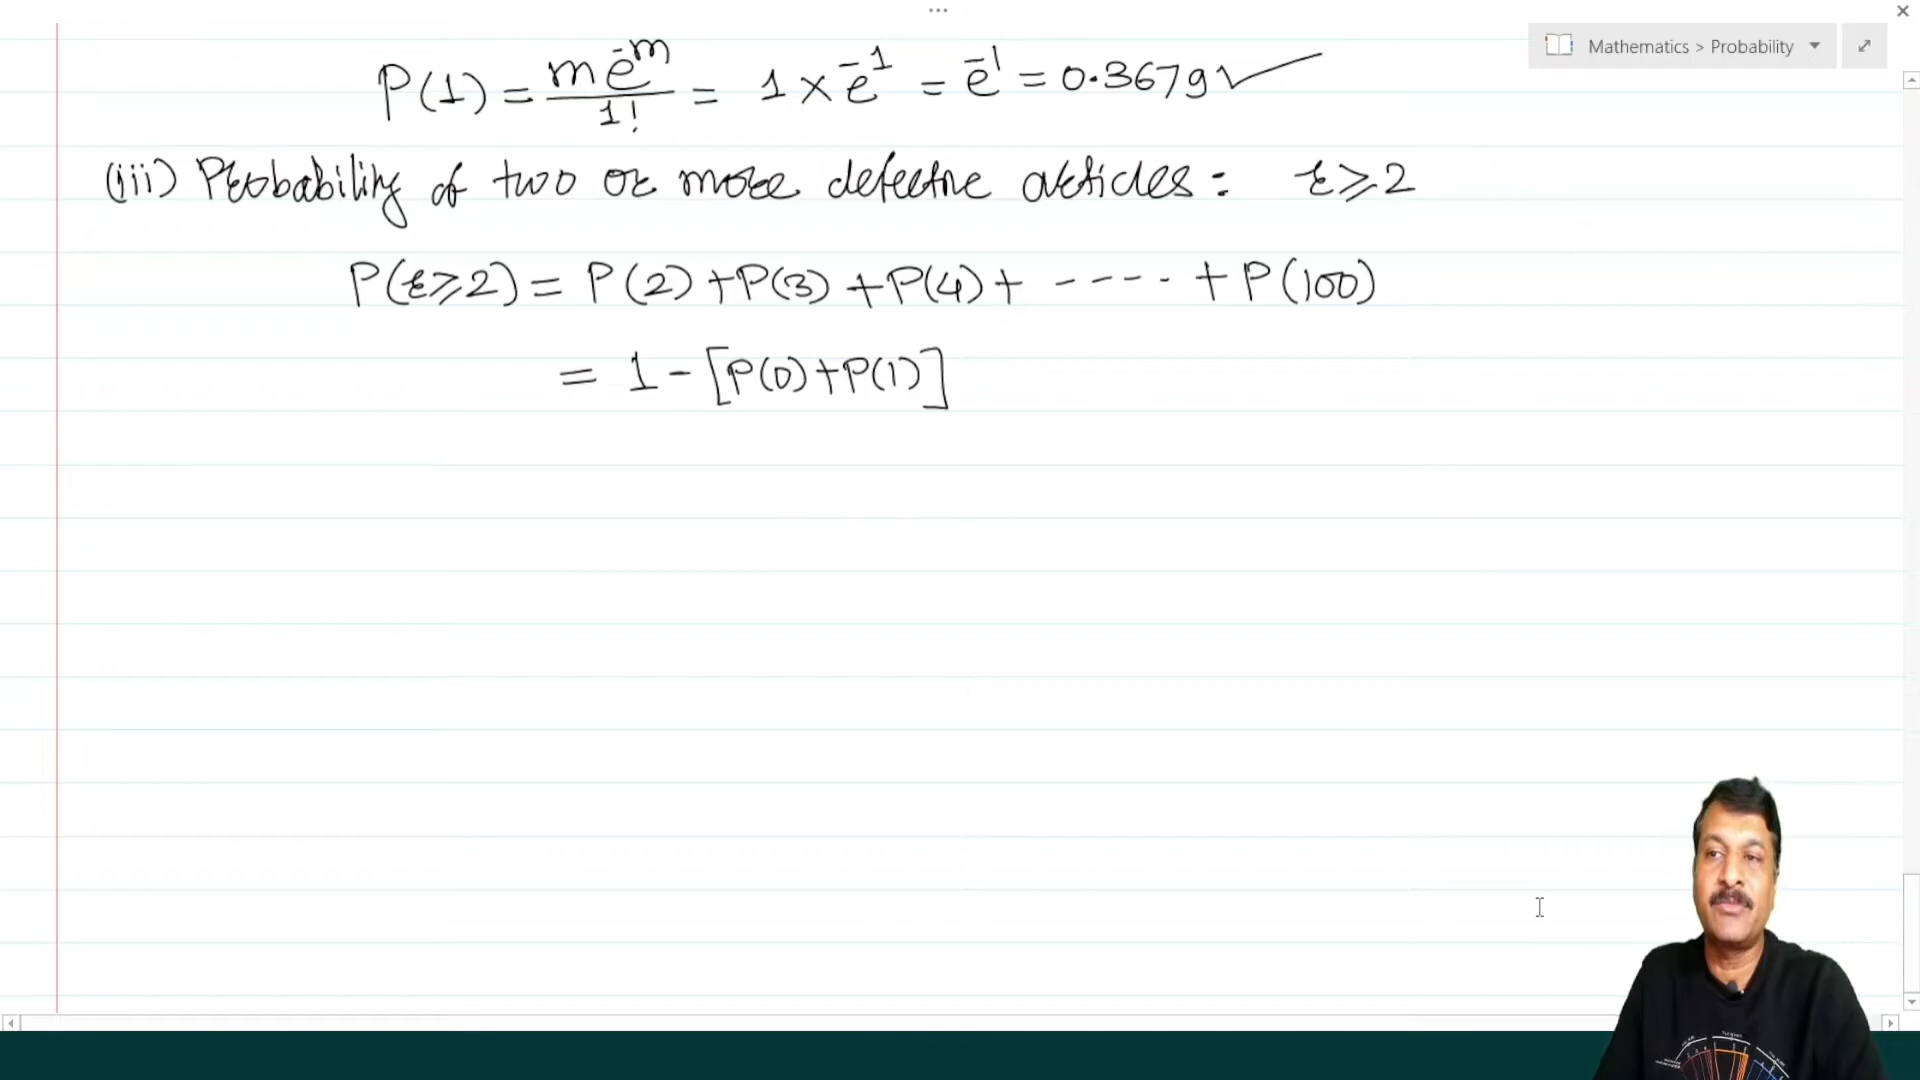 Mathematics > Probability
P(1) = me^-m / 1! = 1 × e^-1 = e^-1 = 0.3679 ✓
(iii) Probability of two or more defective articles: r ≥ 2
P(r≥2) = P(2) + P(3) + P(4) + ---- + P(100)
= 1 - [P(0) + P(1)]